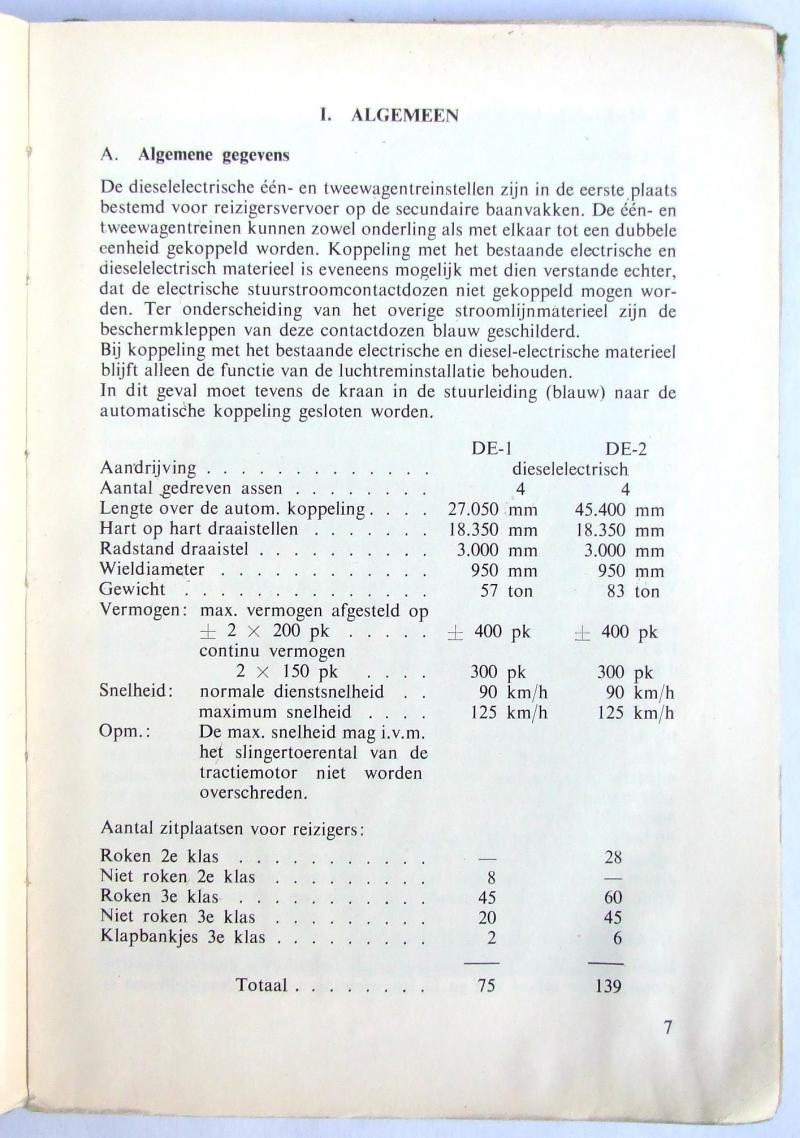 I. ALGEMEEN
A. Algemene gegevens
De dieselelectrische één- en tweewagentreinstellen zijn in de eerste plaats
bestemd voor reizigersvervoer op de secundaire baanvakken. De één- en
tweewagentreinen kunnen zowel onderling als met elkaar tot een dubbele
eenheid gekoppeld worden. Koppeling met het bestaande electrische en
dieselelectrisch materieel is eveneens mogelijk met dien verstande echter,
dat de electrische stuurstroomcontactdozen niet gekoppeld mogen wor-
den. Ter onderscheiding van het overige stroomlijnmaterieel zijn de
beschermkleppen van deze contactdozen blauw geschilderd.
Bij koppeling met het bestaande electrische en diesel-electrische materieel
blijft alleen de functie van de luchtreminstallatie behouden.
In dit geval moet tevens de kraan in de stuurleiding (blauw) naar de
automatische koppeling gesloten worden.
DE-1 DE-2
Aandrijving . . . . . . . . . . . . . dieselelectrisch
Aantal gedreven assen . . . . . . . . 4 4
Lengte over de autom. koppeling. . . . 27.050 mm 45.400 mm
Hart op hart draaistellen . . . . . . . 18.350 mm 18.350 mm
Radstand draaistel . . . . . . . . . . 3.000 mm 3.000 mm
Wieldiameter . . . . . . . . . . . . 950 mm 950 mm
Gewicht . . . . . . . . . . . . . . 57 ton 83 ton
Vermogen: max. vermogen afgesteld op
± 2 × 200 pk . . . . . ± 400 pk ± 400 pk
continu vermogen
2 × 150 pk . . . . 300 pk 300 pk
Snelheid: normale dienstsnelheid . . 90 km/h 90 km/h
maximum snelheid . . . . 125 km/h 125 km/h
Opm.: De max. snelheid mag i.v.m.
het slingertoerental van de
tractiemotor niet worden
overschreden.
Aantal zitplaatsen voor reizigers:
Roken 2e klas . . . . . . . . . . . — 28
Niet roken 2e klas . . . . . . . . . 8 —
Roken 3e klas . . . . . . . . . . . 45 60
Niet roken 3e klas . . . . . . . . . 20 45
Klapbankjes 3e klas . . . . . . . . . 2 6
Totaal . . . . . . . . 75 139
7